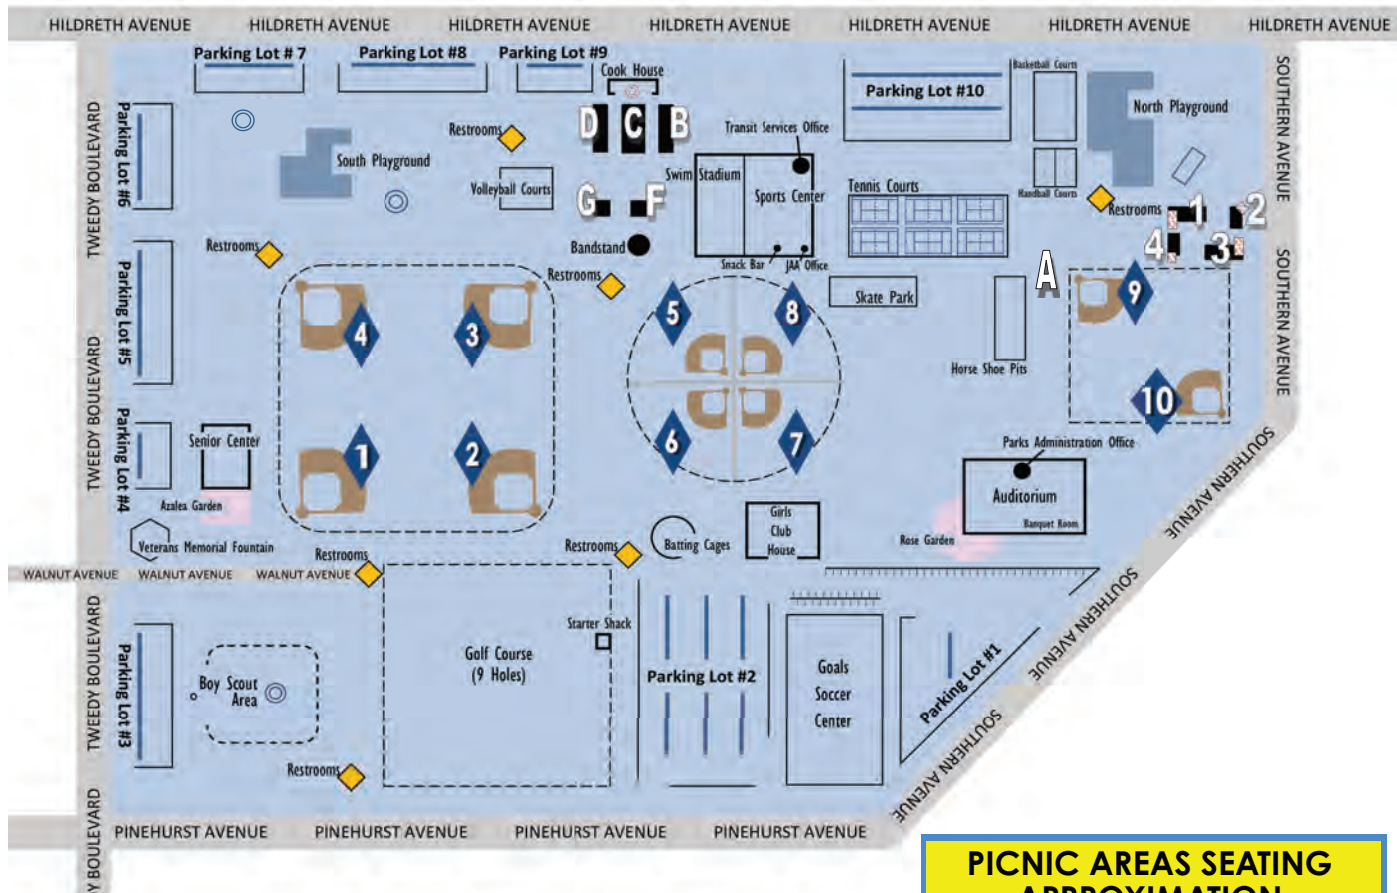 HILDRETH AVENUE HILDRETH AVENUE HILDRETH AVENUE HILDRETH AVENUE HILDRETH AVENUE HILDRETH AVENUE HILDRETH AVENUE
Parking Lot # 7
Parking Lot #8
Parking Lot #9
Cook House
D C B
Parking Lot #10
Basketball Courts
North Playground
SOUTHERN AVENUE
TWEEDY BOULEVARD
Parking Lot #6
South Playground
Restrooms
Volleyball Courts
Transit Services Office
Swim Stadium
Sports Center
Snack Bar
JAA Office
Tennis Courts
Handball Courts
Restrooms
1 2
4 3
G F
Bandstand
Restrooms
Restrooms
Skate Park
Horse Shoe Pits
A
SOUTHERN AVENUE
TWEEDY BOULEVARD
Parking Lot #5
4 3
1 2
5 8
6 7
9
10
Parking Lot #4
Senior Center
Azalea Garden
Veterans Memorial Fountain
Restrooms
Restrooms
Batting Cages
Girls
Club
House
Parks Administration Office
Auditorium
Banquet Room
Rose Garden
SOUTHERN AVENUE
SOUTHERN AVENUE
SOUTHERN AVENUE
WALNUT AVENUE WALNUT AVENUE WALNUT AVENUE
TWEEDY BOULEVARD
Parking Lot #3
Boy Scout
Area
Restrooms
Golf Course
(9 Holes)
Starter Shack
Parking Lot #2
Goals
Soccer
Center
Parking Lot #1
PINEHURST AVENUE PINEHURST AVENUE PINEHURST AVENUE PINEHURST AVENUE
DY BOULEVARD
PICNIC AREAS SEATING
APPROXIMATION